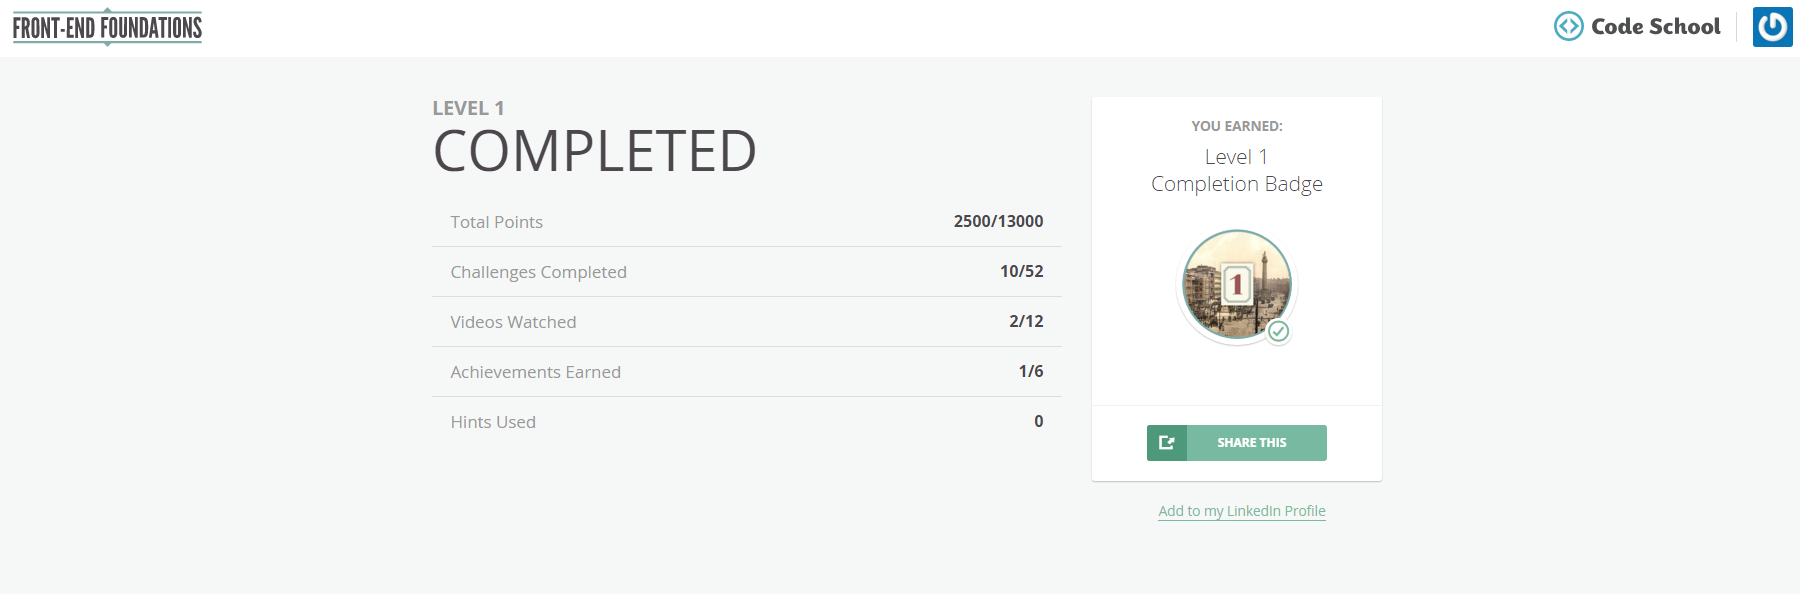 FRONT-END FOUNDATIONS
Code School
LEVEL 1
COMPLETED
Total Points 2500/13000
Challenges Completed 10/52
Videos Watched 2/12
Achievements Earned 1/6
Hints Used 0
YOU EARNED:
Level 1
Completion Badge
1
SHARE THIS
Add to my LinkedIn Profile